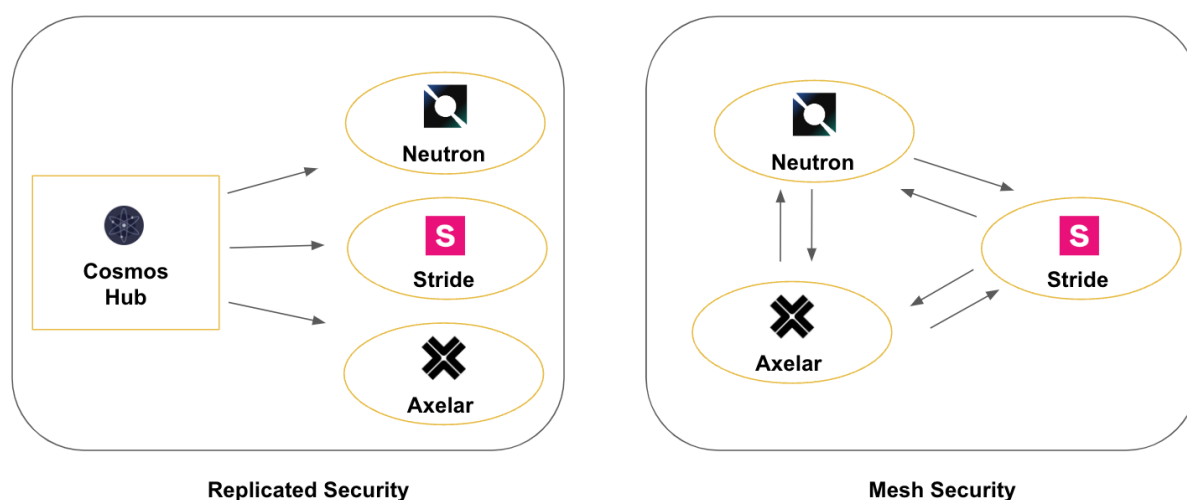 Neutron
Cosmos
Hub
S
Stride
Axelar
Replicated Security
Neutron
S
Stride
Axelar
Mesh Security